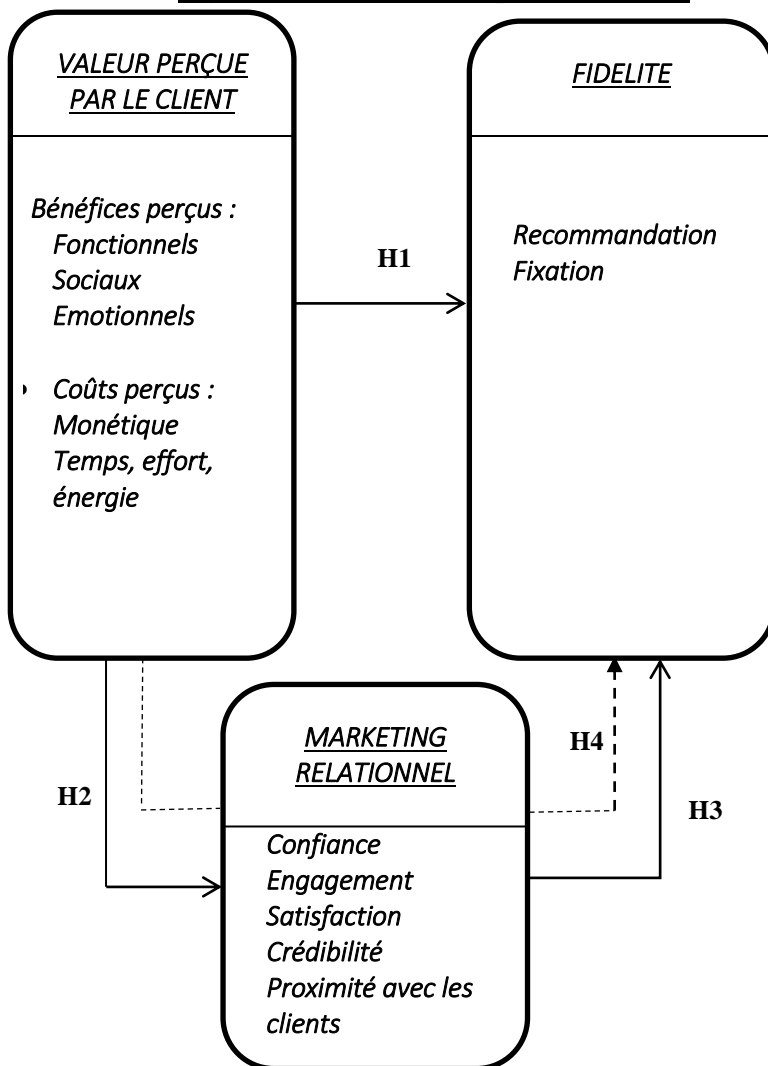 VALEUR PERÇUE
PAR LE CLIENT
Bénéfices perçus :
Fonctionnels
Sociaux
Emotionnels
• Coûts perçus :
Monétique
Temps, effort,
énergie
H1
FIDELITE
Recommandation
Fixation
H2
MARKETING
RELATIONNEL
Confiance
Engagement
Satisfaction
Crédibilité
Proximité avec les
clients
H4
H3